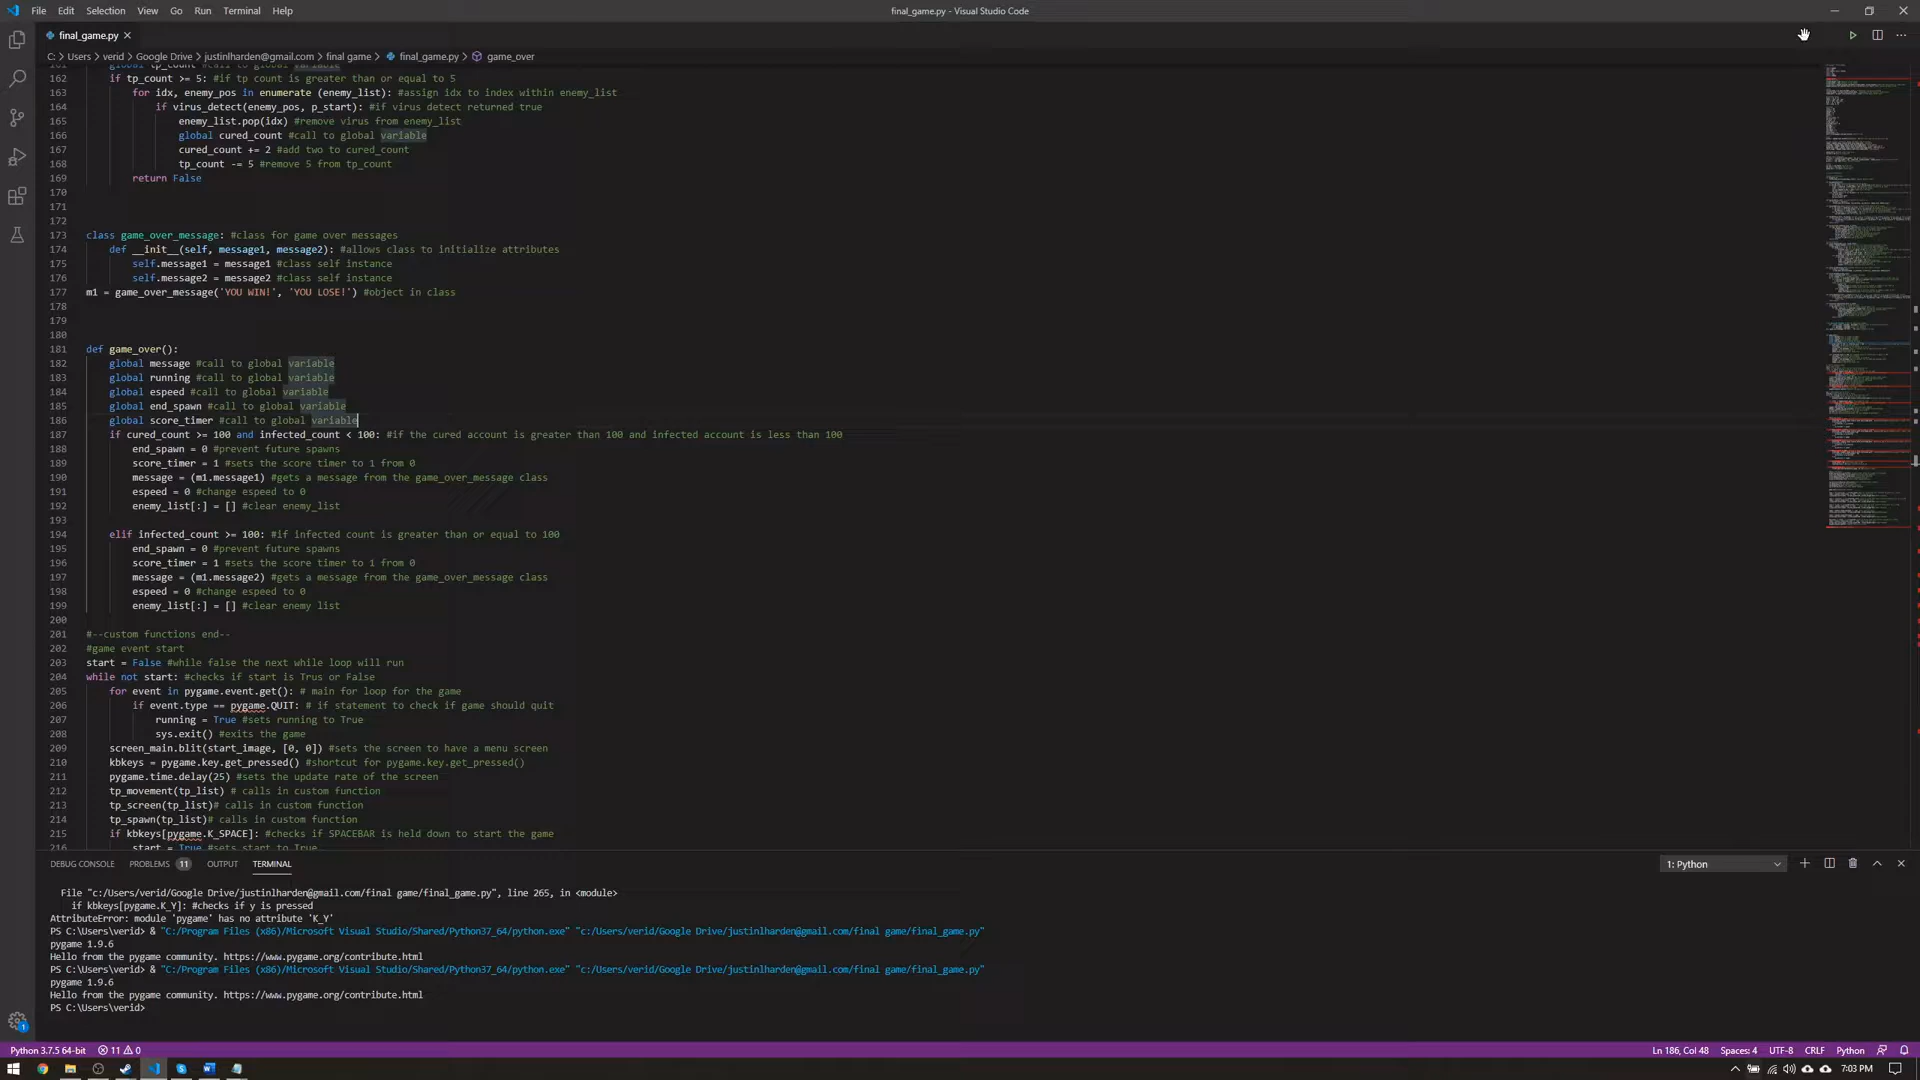 File Edit Selection View Go Run Terminal Help
final_game.py - Visual Studio Code
final_game.py
C: > Users > verid > Google Drive > justinlharden@gmail.com > final game > final_game.py > game_over
161 global tp_count #call to global variable
162 if tp_count >= 5: #if tp count is greater than or equal to 5
163 for idx, enemy_pos in enumerate (enemy_list): #assign idx to index within enemy_list
164 if virus_detect(enemy_pos, p_start): #if virus detect returned true
165 enemy_list.pop(idx) #remove virus from enemy_list
166 global cured_count #call to global variable
167 cured_count += 2 #add two to cured_count
168 tp_count -= 5 #remove 5 from tp_count
169 return False
170
171
172
173 class game_over_message: #class for game over messages
174 def __init__(self, message1, message2): #allows class to initialize attributes
175 self.message1 = message1 #class self instance
176 self.message2 = message2 #class self instance
177 m1 = game_over_message('YOU WIN!', 'YOU LOSE!') #object in class
178
179
180
181 def game_over():
182 global message #call to global variable
183 global running #call to global variable
184 global espeed #call to global variable
185 global end_spawn #call to global variable
186 global score_timer #call to global variable
187 if cured_count >= 100 and infected_count < 100: #if the cured account is greater than 100 and infected account is less than 100
188 end_spawn = 0 #prevent future spawns
189 score_timer = 1 #sets the score timer to 1 from 0
190 message = (m1.message1) #gets a message from the game_over_message class
191 espeed = 0 #change espeed to 0
192 enemy_list[:] = [] #clear enemy_list
193
194 elif infected_count >= 100: #if infected count is greater than or equal to 100
195 end_spawn = 0 #prevent future spawns
196 score_timer = 1 #sets the score timer to 1 from 0
197 message = (m1.message2) #gets a message from the game_over_message class
198 espeed = 0 #change espeed to 0
199 enemy_list[:] = [] #clear enemy list
200
201 #--custom functions end--
202 #game event start
203 start = False #while false the next while loop will run
204 while not start: #checks if start is Trus or False
205 for event in pygame.event.get(): # main for loop for the game
206 if event.type == pygame.QUIT: # if statement to check if game should quit
207 running = True #sets running to True
208 sys.exit() #exits the game
209 screen_main.blit(start_image, [0, 0]) #sets the screen to have a menu screen
210 kbkeys = pygame.key.get_pressed() #shortcut for pygame.key.get_pressed()
211 pygame.time.delay(25) #sets the update rate of the screen
212 tp_movement(tp_list) # calls in custom function
213 tp_screen(tp_list)# calls in custom function
214 tp_spawn(tp_list)# calls in custom function
215 if kbkeys[pygame.K_SPACE]: #checks if SPACEBAR is held down to start the game
216 start = True #sets start to True
DEBUG CONSOLE PROBLEMS 11 OUTPUT TERMINAL 1: Python
File "c:/Users/verid/Google Drive/justinlharden@gmail.com/final game/final_game.py", line 265, in <module>
if kbkeys[pygame.K_Y]: #checks if y is pressed
AttributeError: module 'pygame' has no attribute 'K_Y'
PS C:\Users\verid> & "C:/Program Files (x86)/Microsoft Visual Studio/Shared/Python37_64/python.exe" "c:/Users/verid/Google Drive/justinlharden@gmail.com/final game/final_game.py"
pygame 1.9.6
Hello from the pygame community. https://www.pygame.org/contribute.html
PS C:\Users\verid> & "C:/Program Files (x86)/Microsoft Visual Studio/Shared/Python37_64/python.exe" "c:/Users/verid/Google Drive/justinlharden@gmail.com/final game/final_game.py"
pygame 1.9.6
Hello from the pygame community. https://www.pygame.org/contribute.html
PS C:\Users\verid>
1
Python 3.7.5 64-bit 11 0 Ln 186, Col 48 Spaces: 4 UTF-8 CRLF Python
7:03 PM